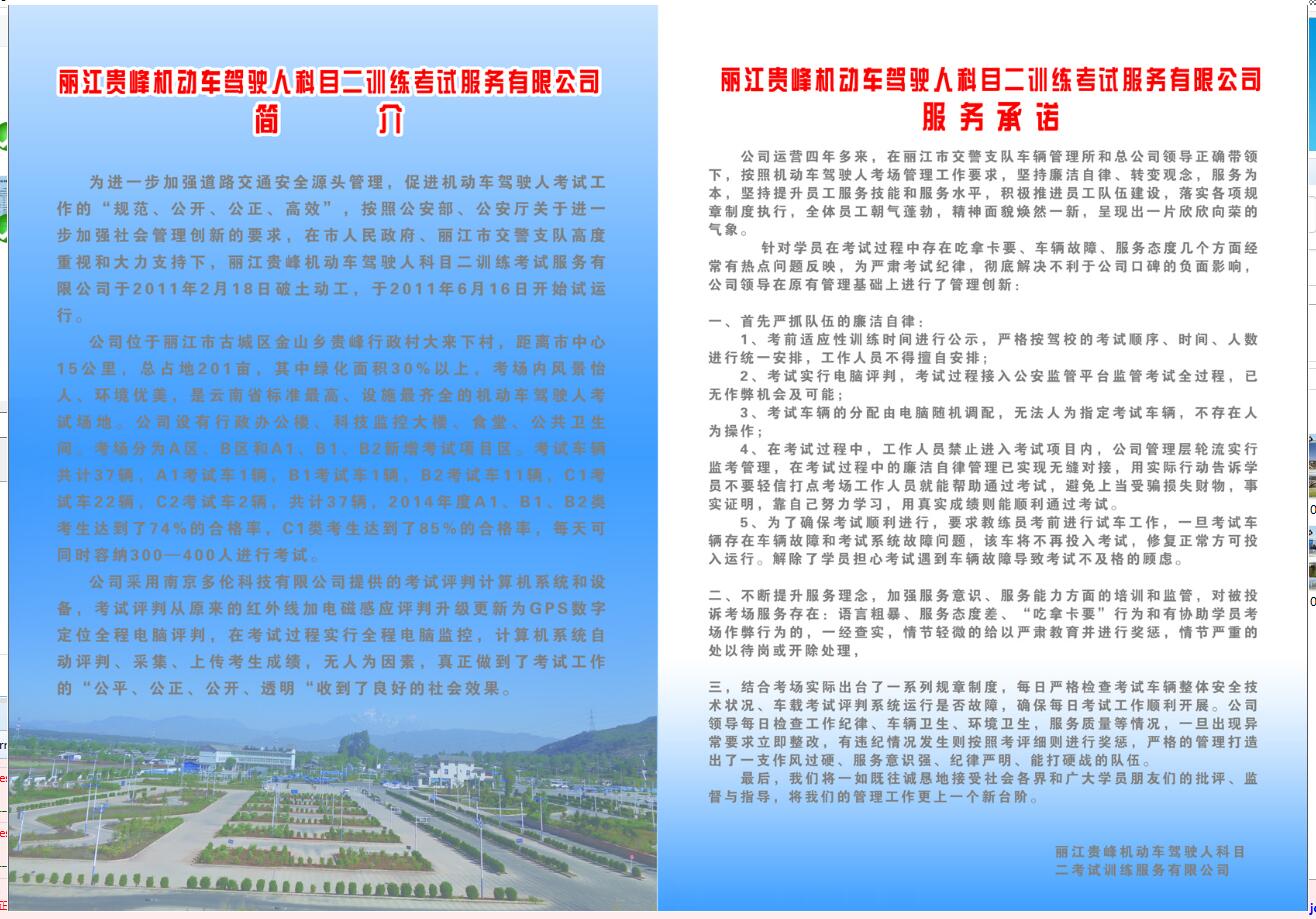 丽江贵峰机动车驾驶人科目二训练考试服务有限公司
简 介
为进一步加强道路交通安全源头管理，促进机动车驾驶人考试工
作的“规范、公开、公正、高效”，按照公安部、公安厅关于进一
步加强社会管理创新的要求，在市人民政府、丽江市交警支队高度
重视和大力支持下，丽江贵峰机动车驾驶人科目二训练考试服务有
限公司于2011年2月18日破土动工，于2011年6月16日开始试运
行。
公司位于丽江市古城区金山乡贵峰行政村大来下村，距离市中心
15公里，总占地201亩，其中绿化面积30%以上，考场内风景怡
人、环境优美，是云南省标准最高、设施最齐全的机动车驾驶人考
试场地。公司设有行政办公楼、科技监控大楼、食堂、公共卫生
间。考场分为A区、B区和A1、B1、B2新增考试项目区。考试车辆
共计37辆，A1考试车1辆，B1考试车1辆，B2考试车11辆，C1考
试车22辆，C2考试车2辆，共计37辆，2014年度A1、B1、B2类
考生达到了74%的合格率，C1类考生达到了85%的合格率，每天可
同时容纳300—400人进行考试。
公司采用南京多伦科技有限公司提供的考试评判计算机系统和设
备，考试评判从原来的红外线加电磁感应评判升级更新为GPS数字
定位全程电脑评判，在考试过程实行全程电脑监控，计算机系统自
动评判、采集、上传考生成绩，无人为因素，真正做到了考试工作
的“公平、公正、公开、透明“收到了良好的社会效果。
丽江贵峰机动车驾驶人科目二训练考试服务有限公司
服务承诺
公司运营四年多来，在丽江市交警支队车辆管理所和总公司领导正确带领
下，按照机动车驾驶人考场管理工作要求，坚持廉洁自律、转变观念，服务为
本，坚持提升员工服务技能和服务水平，积极推进员工队伍建设，落实各项规
章制度执行，全体员工朝气蓬勃，精神面貌焕然一新，呈现出一片欣欣向荣的
气象。
针对学员在考试过程中存在吃拿卡要、车辆故障、服务态度几个方面经
常有热点问题反映，为严肃考试纪律，彻底解决不利于公司口碑的负面影响，
公司领导在原有管理基础上进行了管理创新：
一、首先严抓队伍的廉洁自律：
1、考前适应性训练时间进行公示，严格按驾校的考试顺序、时间、人数
进行统一安排，工作人员不得擅自安排；
2、考试实行电脑评判，考试过程接入公安监管平台监管考试全过程，已
无作弊机会及可能；
3、考试车辆的分配由电脑随机调配，无法人为指定考试车辆，不存在人
为操作；
4、在考试过程中，工作人员禁止进入考试项目内，公司管理层轮流实行
监考管理，在考试过程中的廉洁自律管理已实现无缝对接，用实际行动告诉学
员不要轻信打点考场工作人员就能帮助通过考试，避免上当受骗损失财物，事
实证明，靠自己努力学习，用真实成绩则能顺利通过考试。
5、为了确保考试顺利进行，要求教练员考前进行试车工作，一旦考试车
辆存在车辆故障和考试系统故障问题，该车将不再投入考试，修复正常方可投
入运行。解除了学员担心考试遇到车辆故障导致考试不及格的顾虑。
二、不断提升服务理念，加强服务意识、服务能力方面的培训和监管，对被投
诉考场服务存在：语言粗暴、服务态度差、“吃拿卡要”行为和有协助学员考
场作弊行为的，一经查实，情节轻微的给以严肃教育并进行奖惩，情节严重的
处以待岗或开除处理，
三，结合考场实际出台了一系列规章制度，每日严格检查考试车辆整体安全技
术状况、车载考试评判系统运行是否故障，确保每日考试工作顺利开展。公司
领导每日检查工作纪律、车辆卫生、环境卫生，服务质量等情况，一旦出现异
常要求立即整改，有违纪情况发生则按照考评细则进行奖惩，严格的管理打造
出了一支作风过硬、服务意识强、纪律严明、能打硬战的队伍。
最后，我们将一如既往诚恳地接受社会各界和广大学员朋友们的批评、监
督与指导，将我们的管理工作更上一个新台阶。
丽江贵峰机动车驾驶人科目
二考试训练服务有限公司